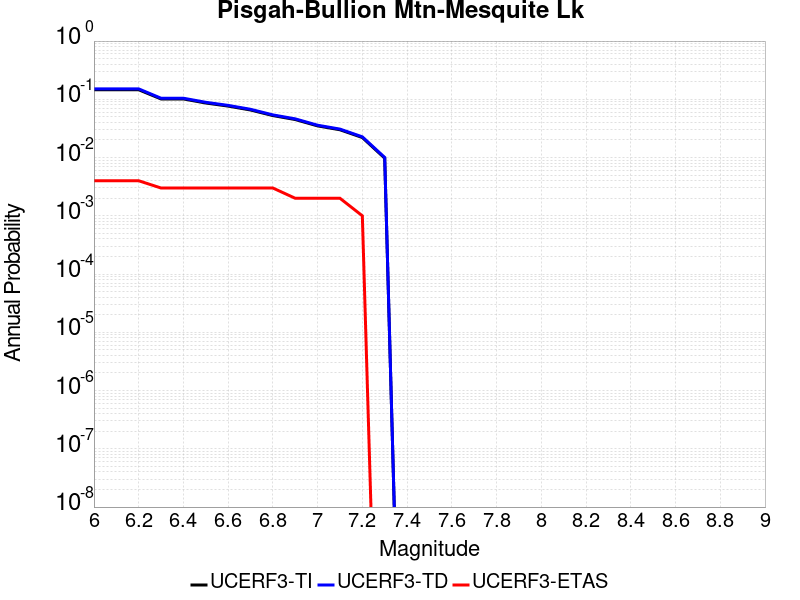 Pisgah-Bullion Mtn-Mesquite Lk
10^0
10^-1
10^-2
10^-3
10^-4
10^-5
10^-6
10^-7
10^-8
Annual Probability
6 6.2 6.4 6.6 6.8 7 7.2 7.4 7.6 7.8 8 8.2 8.4 8.6 8.8 9
Magnitude
UCERF3-TI UCERF3-TD UCERF3-ETAS